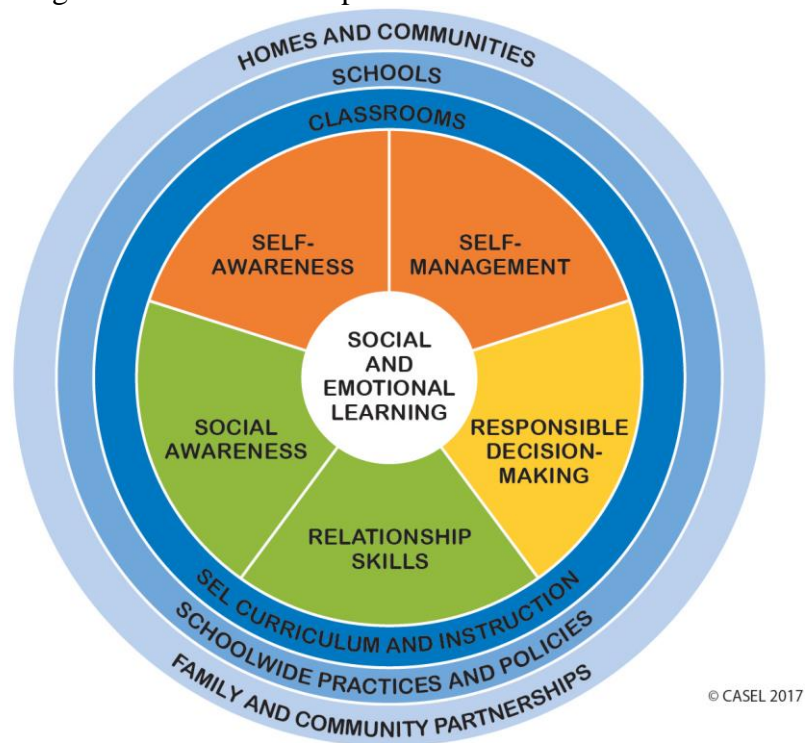 HOMES AND COMMUNITIES
SCHOOLS
CLASSROOMS
SELF-
AWARENESS
SELF-
MANAGEMENT
SOCIAL
AND
EMOTIONAL
LEARNING
SOCIAL
AWARENESS
RESPONSIBLE
DECISION-
MAKING
RELATIONSHIP
SKILLS
SEL CURRICULUM AND INSTRUCTION
SCHOOLWIDE PRACTICES AND POLICIES
FAMILY AND COMMUNITY PARTNERSHIPS
© CASEL 2017